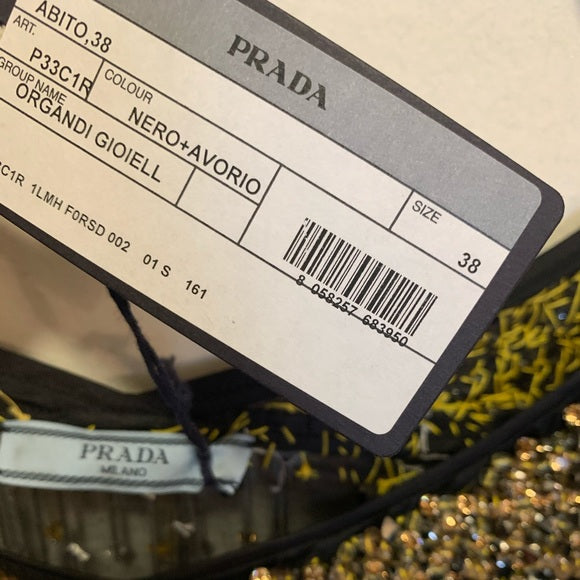 ABITO,38
PRADA
ART.
P33C1R
COLOUR
NERO+AVORIO
GROUP NAME
ORGANDI GIOIELL
SIZE
38
C1R 1LMH F0RSD 002 01 S 161
8 058257 683950
PRADA
MILANO